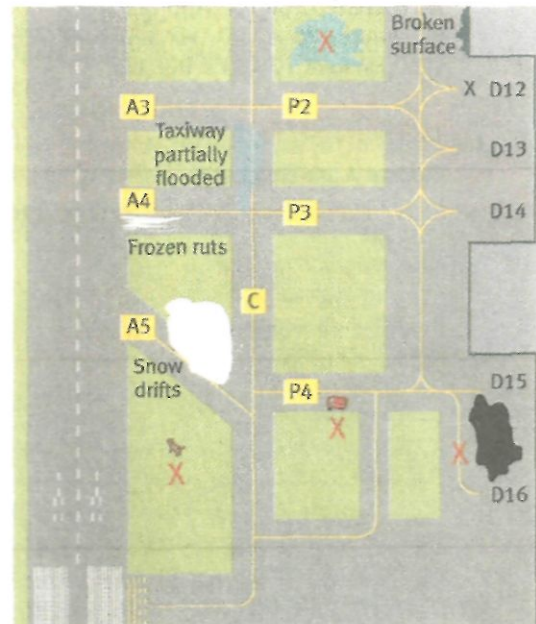 Broken
surface
X D12
A3
P2
Taxiway
partially
flooded
D13
A4
P3
D14
Frozen ruts
C
A5
Snow
drifts
D15
P4
X
X
X
X
D16